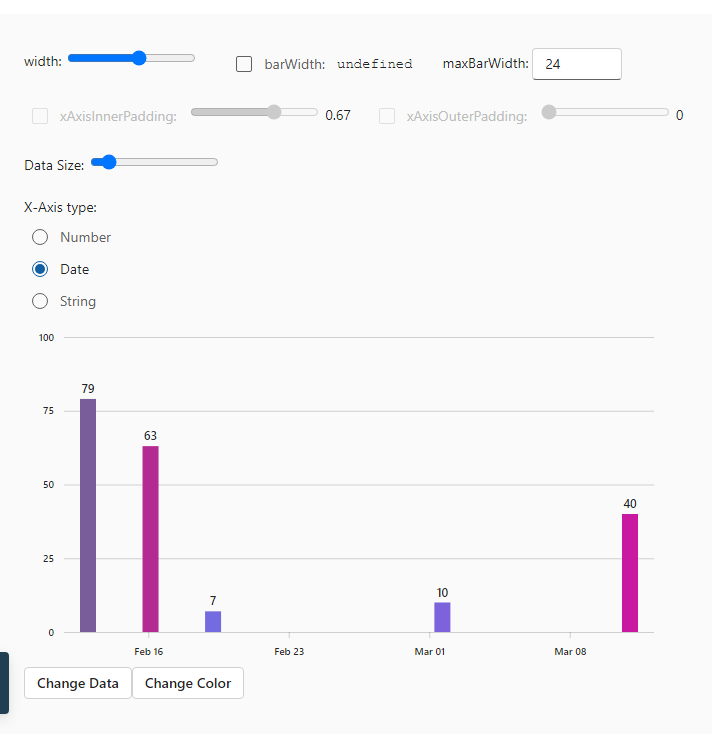 width: barWidth: undefined maxBarWidth: 24
xAxisInnerPadding: 0.67 xAxisOuterPadding: 0
Data Size:
X-Axis type:
Number
Date
String
100
79
75
63
50
40
25
10
7
0
Feb 16 Feb 23 Mar 01 Mar 08
Change Data Change Color